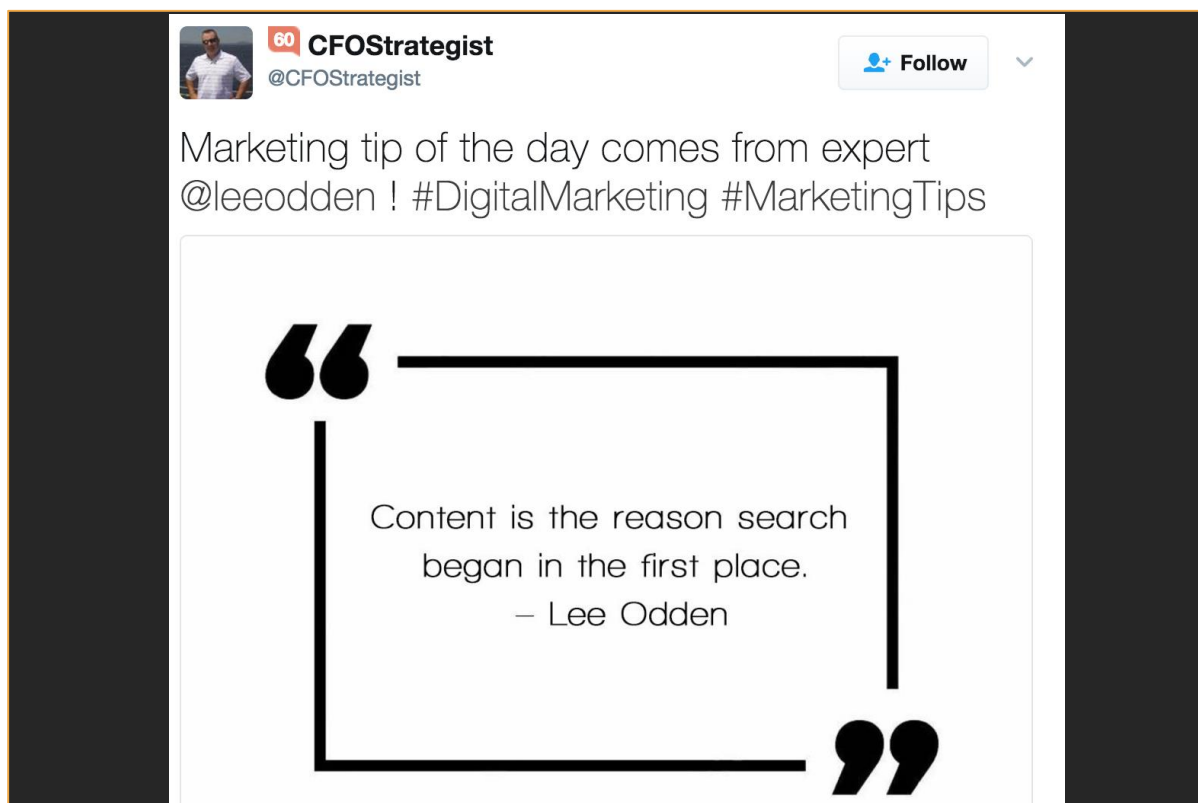 60 CFOStrategist
@CFOStrategist
Follow
Marketing tip of the day comes from expert
@leeodden ! #DigitalMarketing #MarketingTips
“
Content is the reason search
began in the first place.
– Lee Odden
”